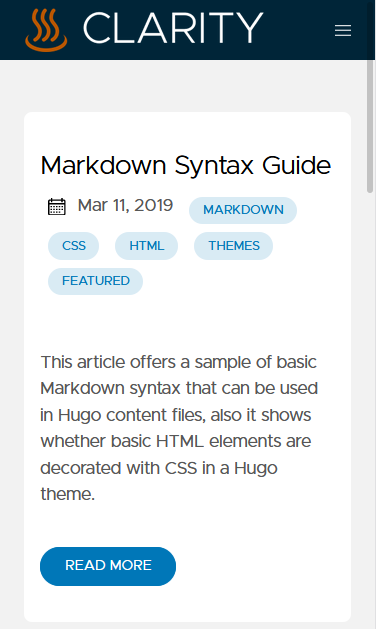 CLARITY
Markdown Syntax Guide
Mar 11, 2019 MARKDOWN
CSS HTML THEMES
FEATURED
This article offers a sample of basic
Markdown syntax that can be used
in Hugo content files, also it shows
whether basic HTML elements are
decorated with CSS in a Hugo
theme.
READ MORE